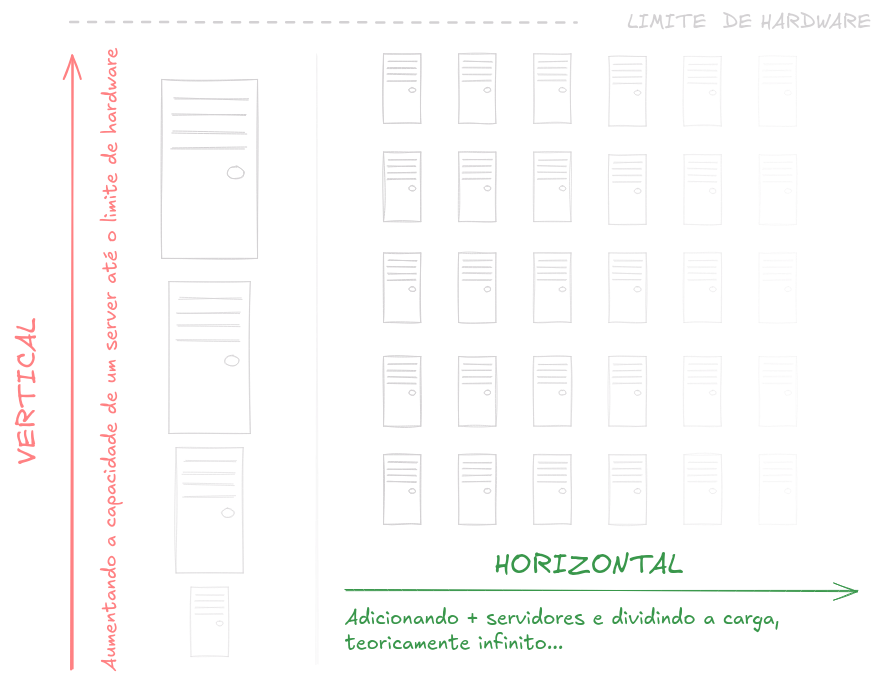 LIMITE DE HARDWARE
VERTICAL
Aumentando a capacidade de um server até o limite de hardware
HORIZONTAL
Adicionando + servidores e dividindo a carga,
teoricamente infinito...